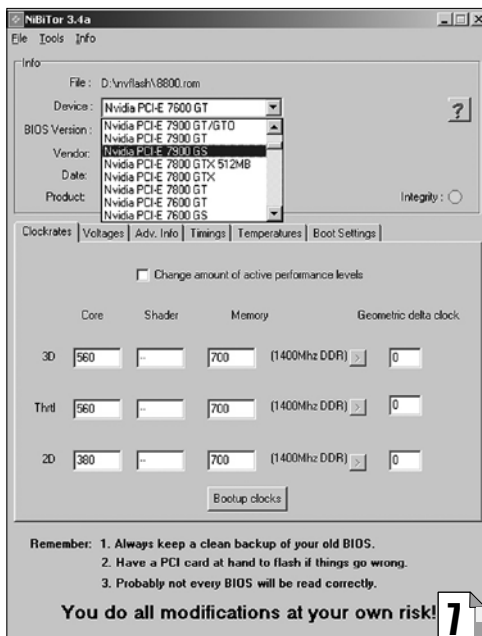 NiBiTor 3.4a
File Tools Info
Info
File : D:\nvflash\8800.rom
Device : Nvidia PCI-E 7600 GT
?
BIOS Version :
Vendor:
Date:
Product:
Nvidia PCI-E 7900 GT/GTO
Nvidia PCI-E 7900 GT
Nvidia PCI-E 7900 GS
Nvidia PCI-E 7800 GTX 512MB
Nvidia PCI-E 7800 GTX
Nvidia PCI-E 7800 GT
Nvidia PCI-E 7600 GT
Nvidia PCI-E 7600 GS
Integrity :
Clockrates Voltages Adv. Info Timings Temperatures Boot Settings
Change amount of active performance levels
Core Shader Memory Geometric delta clock
3D 560 -- 700 (1400Mhz DDR) > 0
Thrtl 560 -- 700 (1400Mhz DDR) > 0
2D 380 -- 700 (1400Mhz DDR) > 0
Bootup clocks
Remember: 1. Always keep a clean backup of your old BIOS.
2. Have a PCI card at hand to flash if things go wrong.
3. Probably not every BIOS will be read correctly.
You do all modifications at your own risk!
7